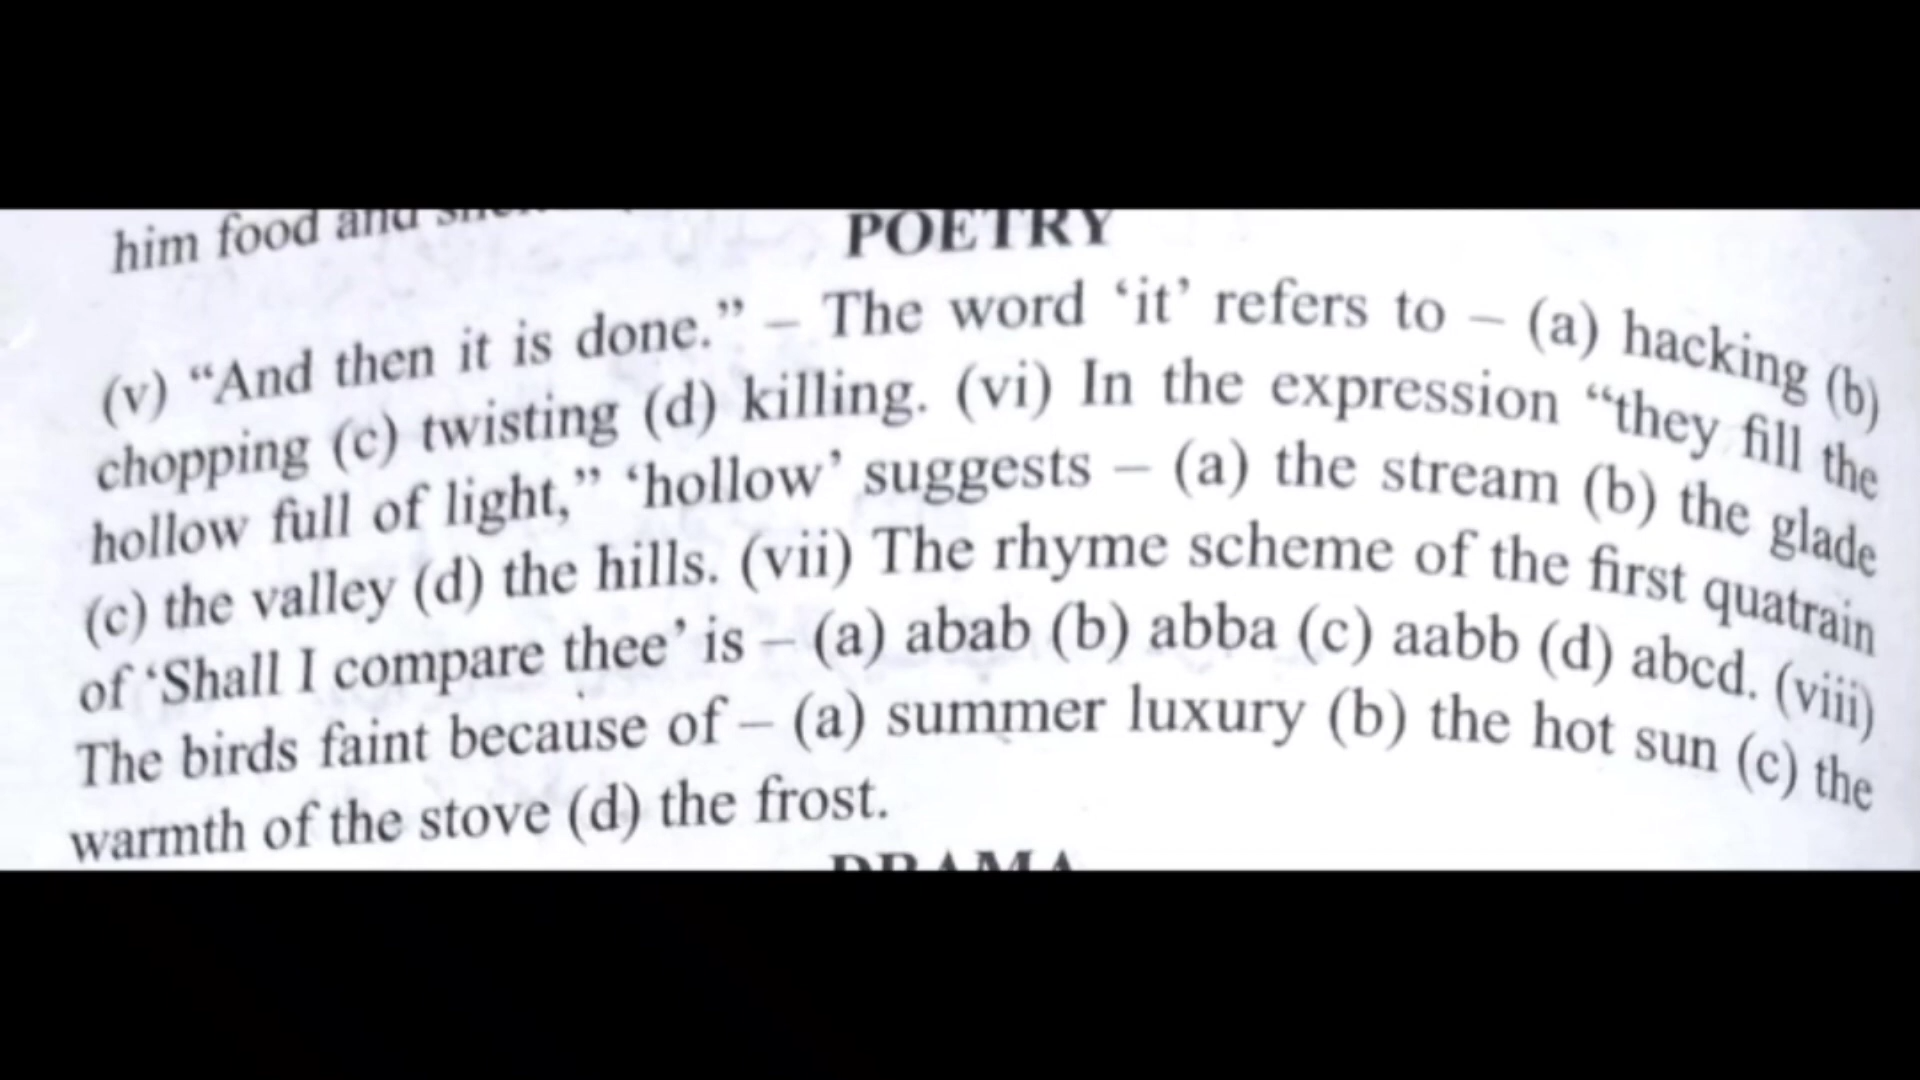 him food and
POETRY
(v) “And then it is done.” – The word ‘it’ refers to – (a) hacking (b)
chopping (c) twisting (d) killing. (vi) In the expression “they fill the
hollow full of light,” ‘hollow’ suggests – (a) the stream (b) the glade
(c) the valley (d) the hills. (vii) The rhyme scheme of the first quatrain
of ‘Shall I compare thee’ is – (a) abab (b) abba (c) aabb (d) abcd. (viii)
The birds faint because of – (a) summer luxury (b) the hot sun (c) the
warmth of the stove (d) the frost.
DRAMA